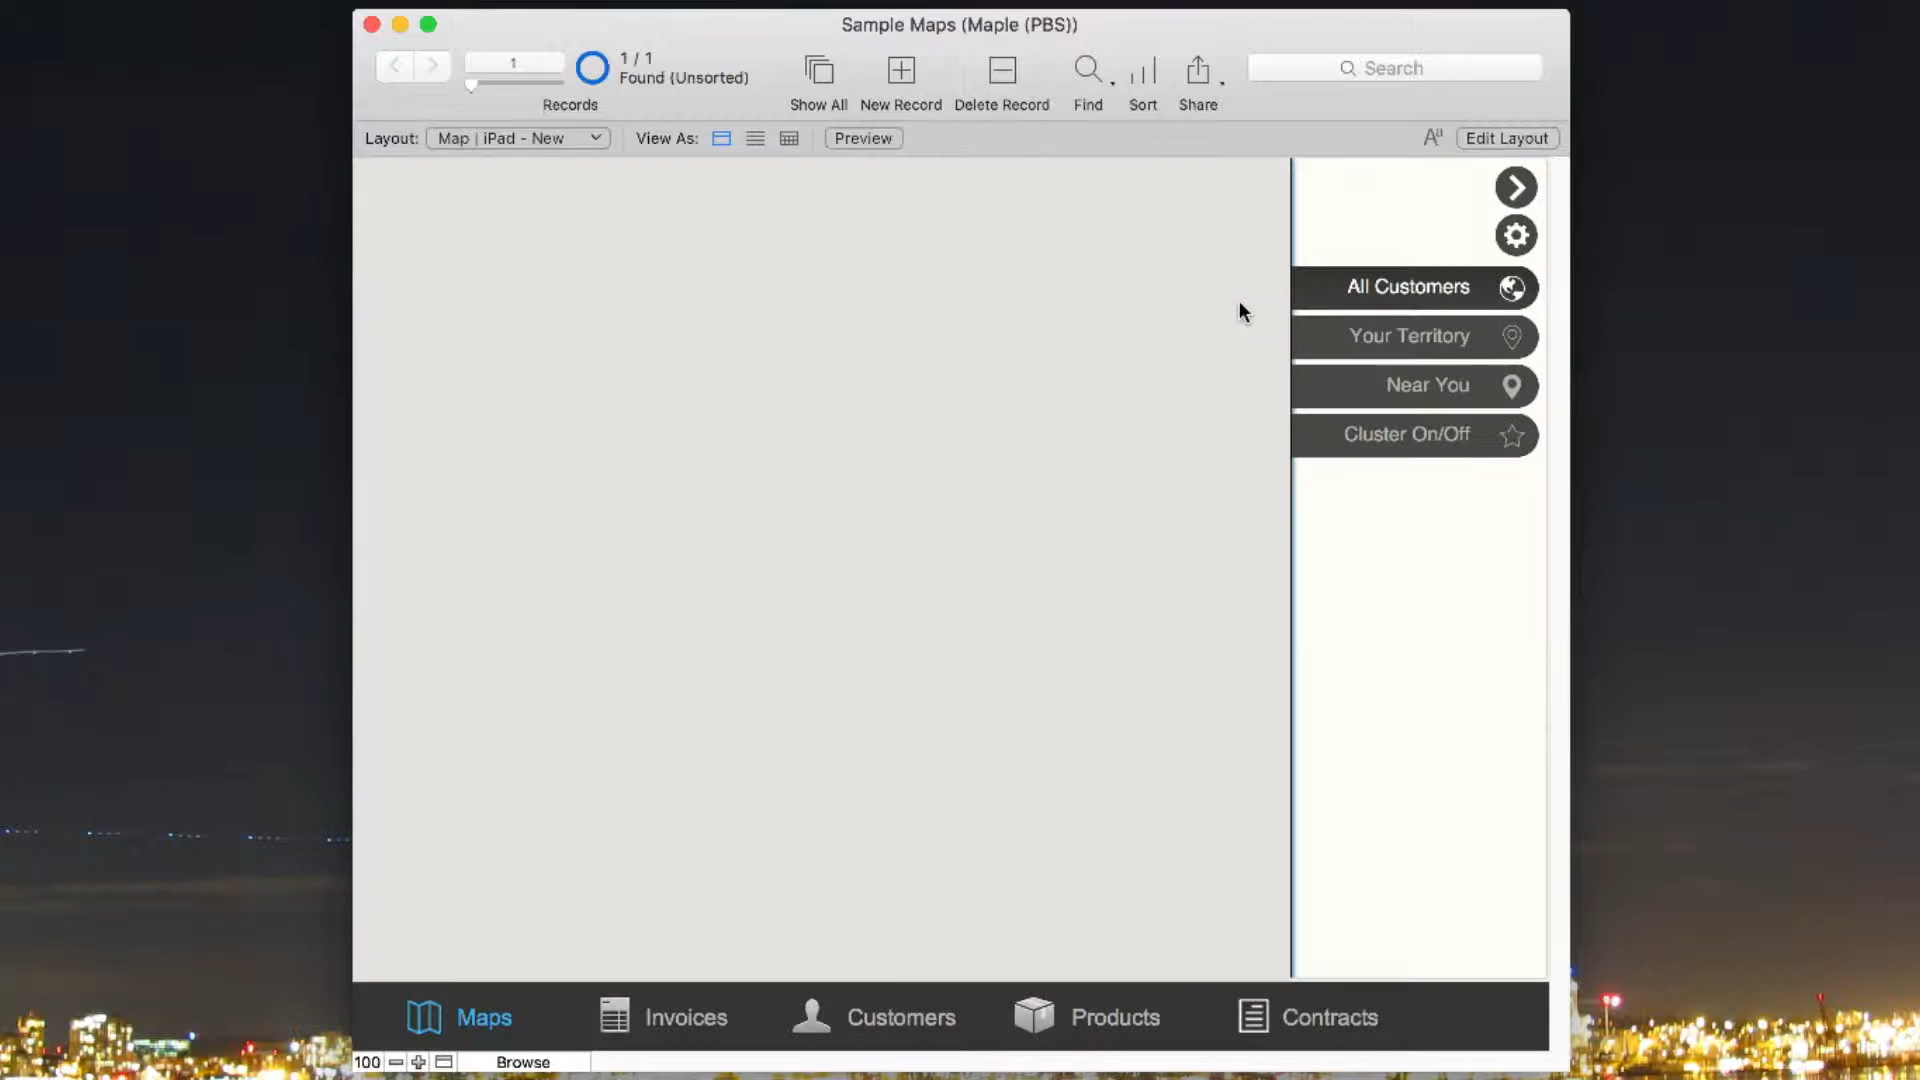 Sample Maps (Maple (PBS))
1
1 / 1
Found (Unsorted)
Records
Show All
New Record
Delete Record
Find
Sort
Share
Search
Layout:
Map | iPad - New
View As:
Preview
Aa
Edit Layout
All Customers
Your Territory
Near You
Cluster On/Off
Maps
Invoices
Customers
Products
Contracts
100
Browse